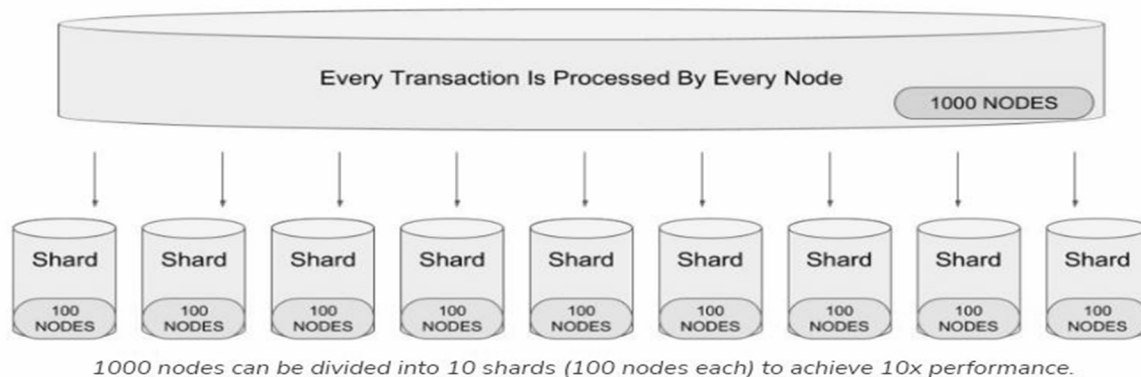 Every Transaction Is Processed By Every Node
1000 NODES
Shard
100
NODES
Shard
100
NODES
Shard
100
NODES
Shard
100
NODES
Shard
100
NODES
Shard
100
NODES
Shard
100
NODES
Shard
100
NODES
Shard
100
NODES
1000 nodes can be divided into 10 shards (100 nodes each) to achieve 10x performance.